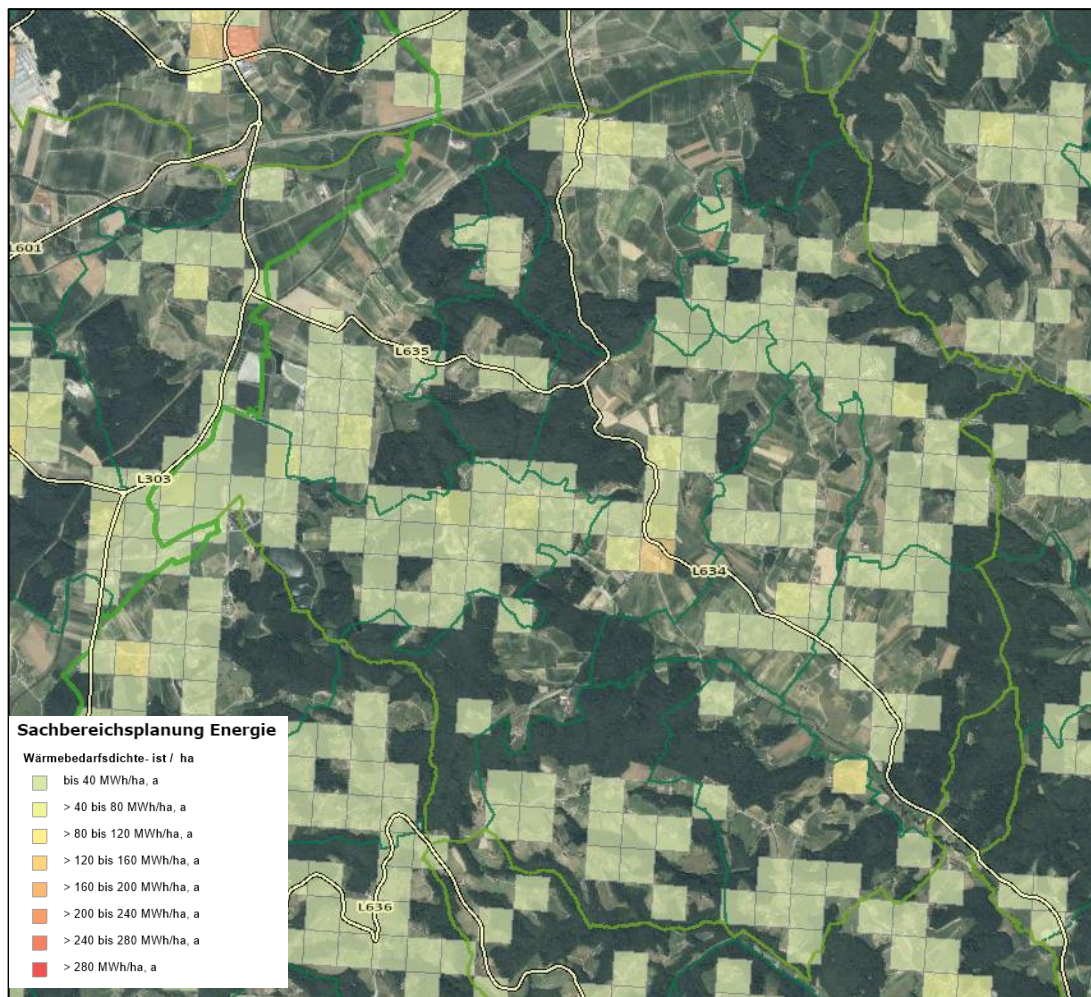 L601
L635
L303
L634
L636
Sachbereichsplanung Energie
Wärmebedarfsdichte- ist / ha
bis 40 MWh/ha, a
> 40 bis 80 MWh/ha, a
> 80 bis 120 MWh/ha, a
> 120 bis 160 MWh/ha, a
> 160 bis 200 MWh/ha, a
> 200 bis 240 MWh/ha, a
> 240 bis 280 MWh/ha, a
> 280 MWh/ha, a